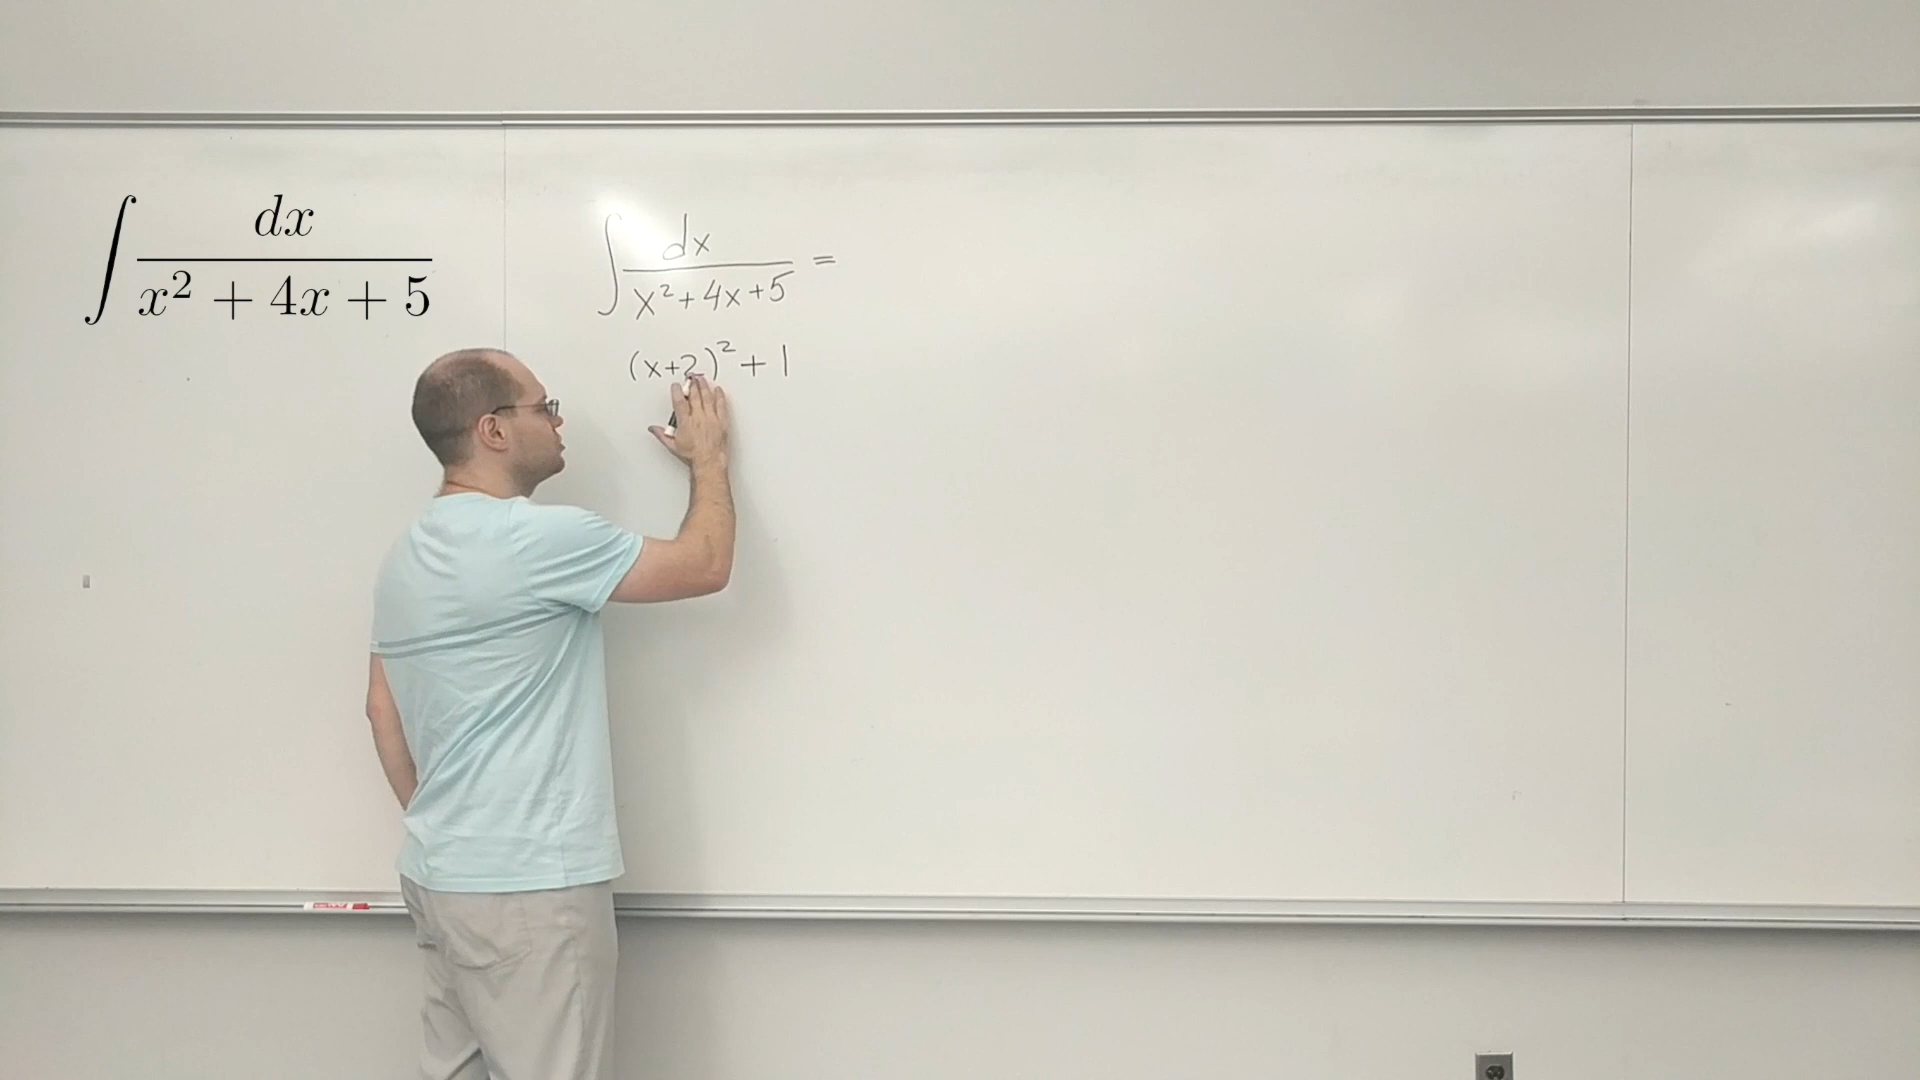 ∫ dx / (x² + 4x + 5)
∫ dx / (x² + 4x + 5) =
(x+2)² + 1